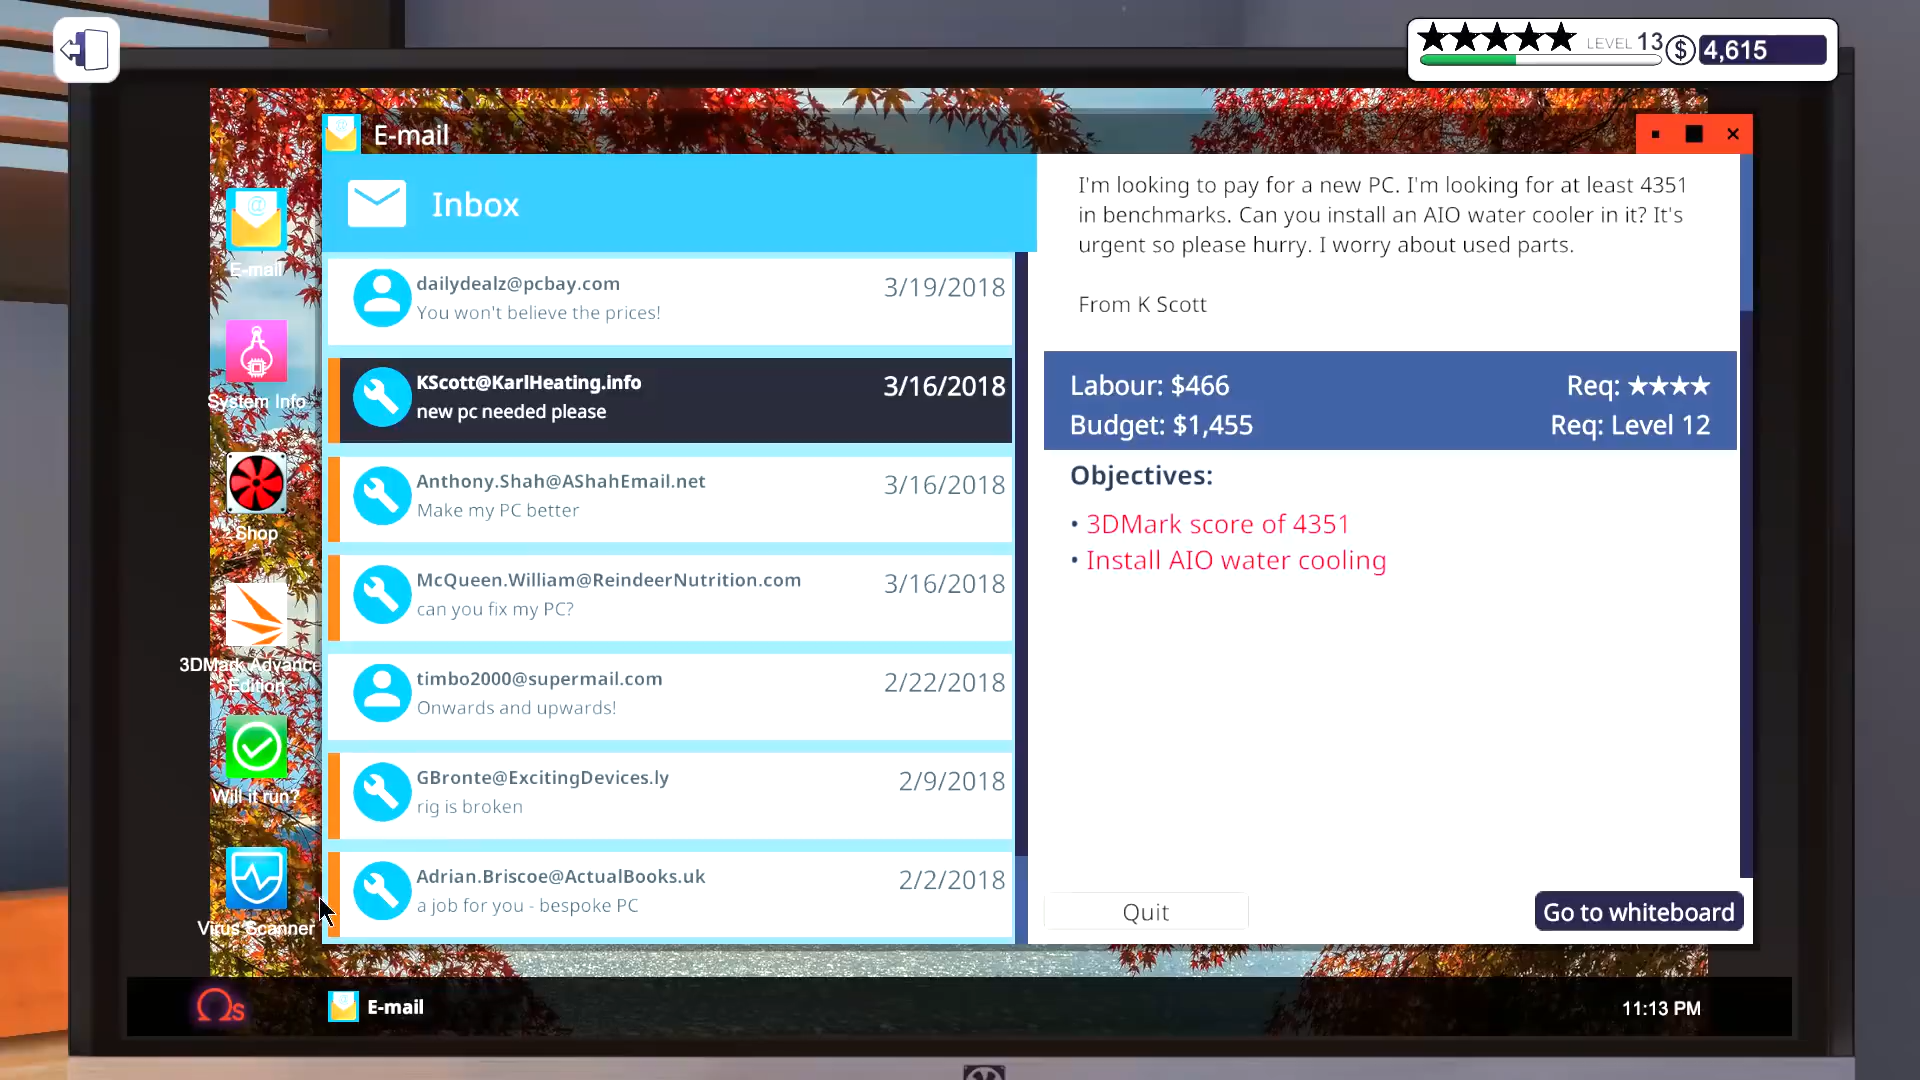 LEVEL 13
$ 4,615
E-mail
Inbox
dailydealz@pcbay.com
3/19/2018
You won't believe the prices!
KScott@KarlHeating.info
3/16/2018
new pc needed please
Anthony.Shah@AShahEmail.net
3/16/2018
Make my PC better
McQueen.William@ReindeerNutrition.com
3/16/2018
can you fix my PC?
timbo2000@supermail.com
2/22/2018
Onwards and upwards!
GBronte@ExcitingDevices.ly
2/9/2018
rig is broken
Adrian.Briscoe@ActualBooks.uk
2/2/2018
a job for you - bespoke PC
I'm looking to pay for a new PC. I'm looking for at least 4351
in benchmarks. Can you install an AIO water cooler in it? It's
urgent so please hurry. I worry about used parts.
From K Scott
Labour: $466
Req: ★★★★
Budget: $1,455
Req: Level 12
Objectives:
• 3DMark score of 4351
• Install AIO water cooling
Quit
Go to whiteboard
E-mail
System Info
Shop
3DMark Advance
Edition
Will it run?
Virus Scanner
Ωs
E-mail
11:13 PM